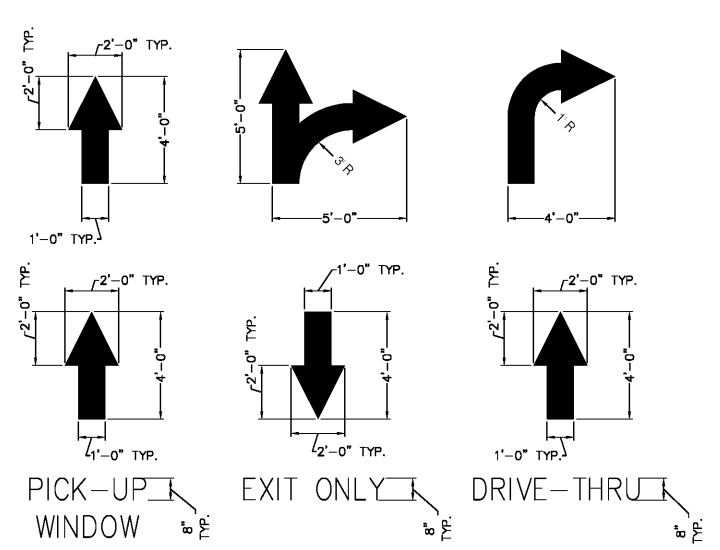 2'-0" TYP.
2'-0" TYP.
4'-0"
1'-0" TYP.
5'-0"
3' R
5'-0"
1' R
4'-0"
2'-0" TYP.
2'-0" TYP.
4'-0"
1'-0" TYP.
1'-0" TYP.
2'-0" TYP.
4'-0"
2'-0" TYP.
2'-0" TYP.
2'-0" TYP.
4'-0"
1'-0" TYP.
PICK-UP
WINDOW
8"
TYP.
EXIT ONLY
8"
TYP.
DRIVE-THRU
8"
TYP.